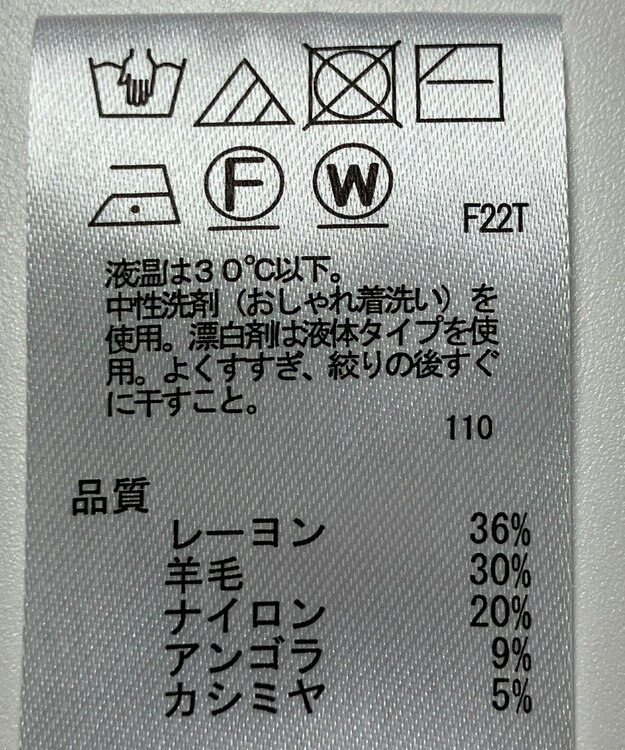 F W
F22T
液温は30℃以下。
中性洗剤(おしゃれ着洗い)を
使用。漂白剤は液体タイプを使
用。よくすすぎ、絞りの後すぐ
に干すこと。
110
品質
レーヨン 36%
羊毛 30%
ナイロン 20%
アンゴラ 9%
カシミヤ 5%